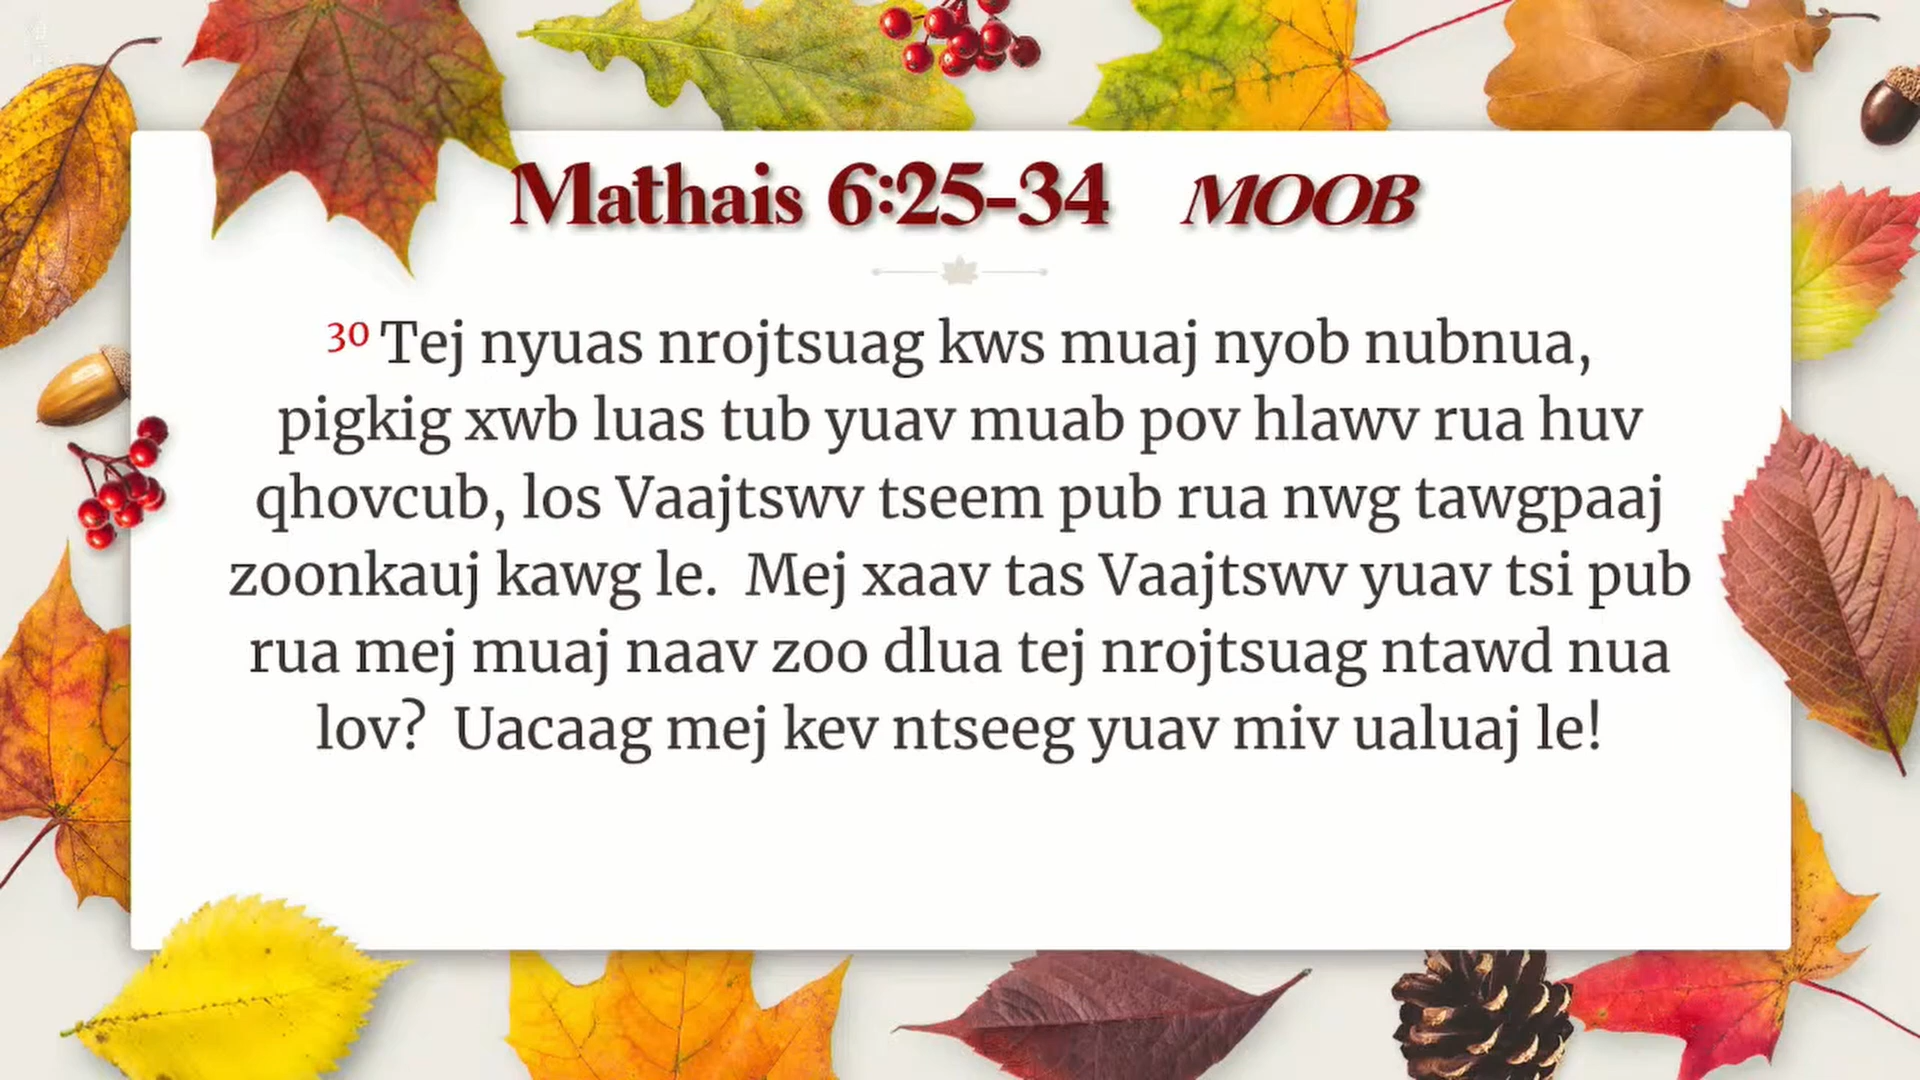 Mathais 6:25-34 MOOB
30 Tej nyuas nrojtsuag kws muaj nyob nubnua,
pigkig xwb luas tub yuav muab pov hlawv rua huv
qhovcub, los Vaajtswv tseem pub rua nwg tawgpaaj
zoonkauj kawg le. Mej xaav tas Vaajtswv yuav tsi pub
rua mej muaj naav zoo dlua tej nrojtsuag ntawd nua
lov? Uacaag mej kev ntseeg yuav miv ualuaj le!